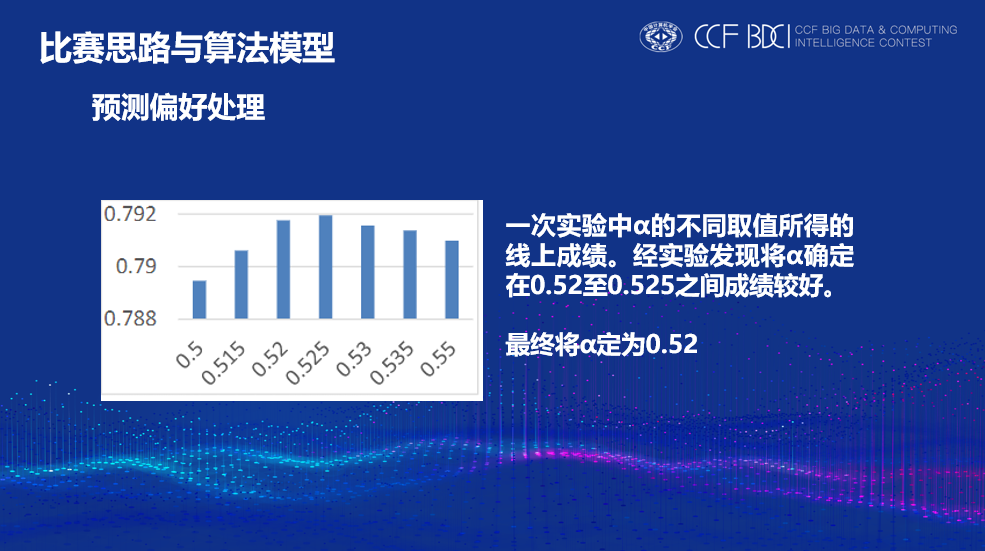 比赛思路与算法模型
CCF BDCI
CCF BIG DATA & COMPUTING
INTELLIGENCE CONTEST
预测偏好处理
0.792
0.79
0.788
0.5
0.515
0.52
0.525
0.53
0.535
0.55
一次实验中α的不同取值所得的
线上成绩。经实验发现将α确定
在0.52至0.525之间成绩较好。
最终将α定为0.52